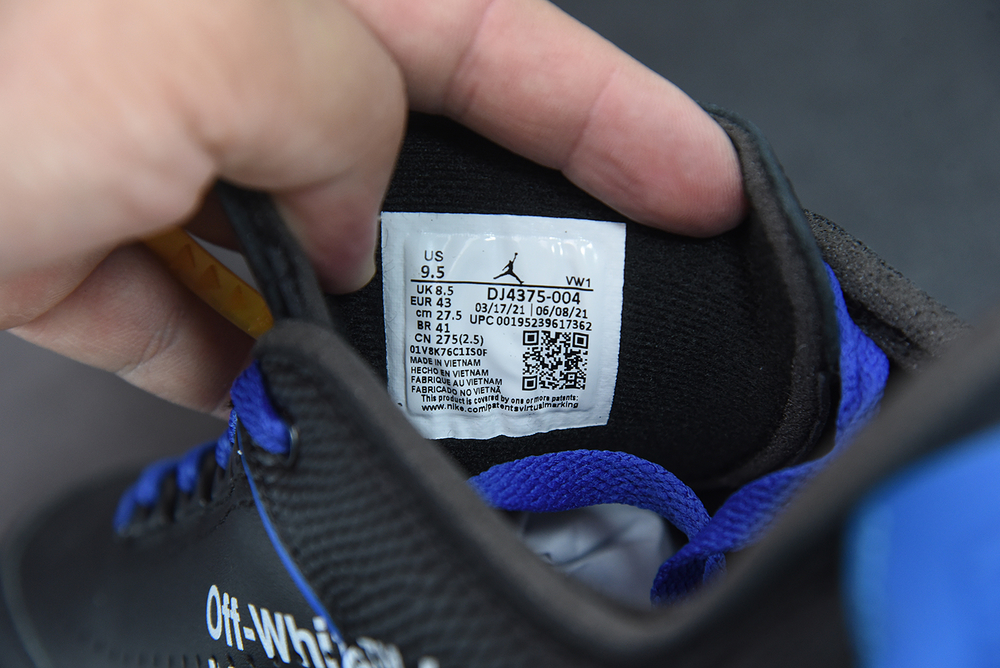 US
9.5
VW1
UK 8.5
DJ4375-004
EUR 43
03/17/21 | 06/08/21
cm 27.5
UPC 00195239617362
BR 41
CN 275(2.5)
01V8K76C1IS0F
MADE IN VIETNAM
HECHO EN VIETNAM
FABRIQUE AU VIETNAM
FABRICADO NO VIETNÃ
This product is covered by one or more patents:
www.nike.com/patentsvirtualmarking
Off-White™